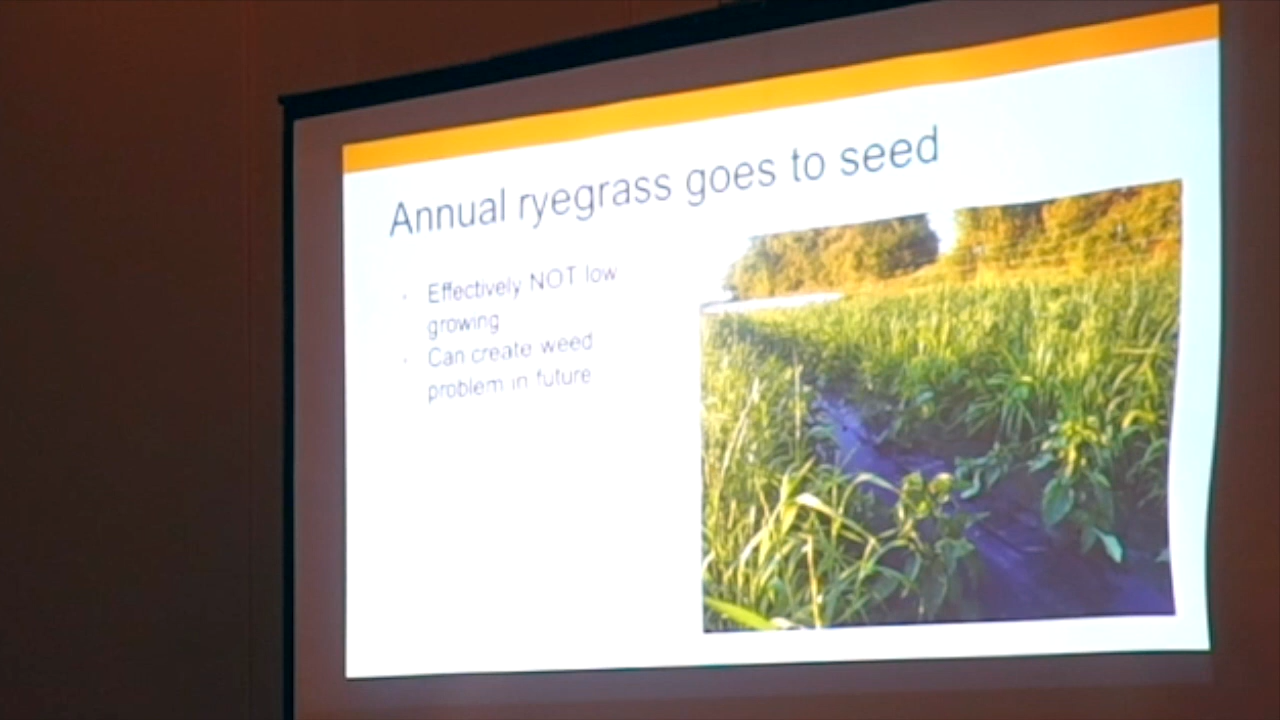 Annual ryegrass goes to seed
· Effectively NOT low
growing
· Can create weed
problem in future